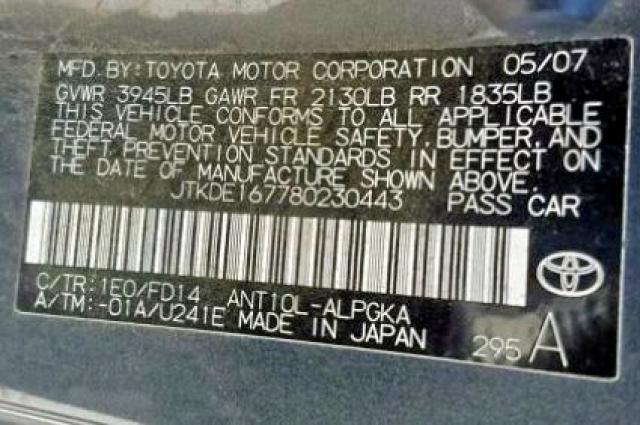 MFD. BY: TOYOTA MOTOR CORPORATION 05/07
GVWR 3945LB GAWR FR 2130LB RR 1835LB
THIS VEHICLE CONFORMS TO ALL APPLICABLE
FEDERAL MOTOR VEHICLE SAFETY, BUMPER, AND
THEFT PREVENTION STANDARDS IN EFFECT ON
THE DATE OF MANUFACTURE SHOWN ABOVE.
JTKDE167780230443 PASS CAR
C/TR: 1E0/FD14 ANT10L-ALPGKA
A/TM: -01A/U241E MADE IN JAPAN
295 A